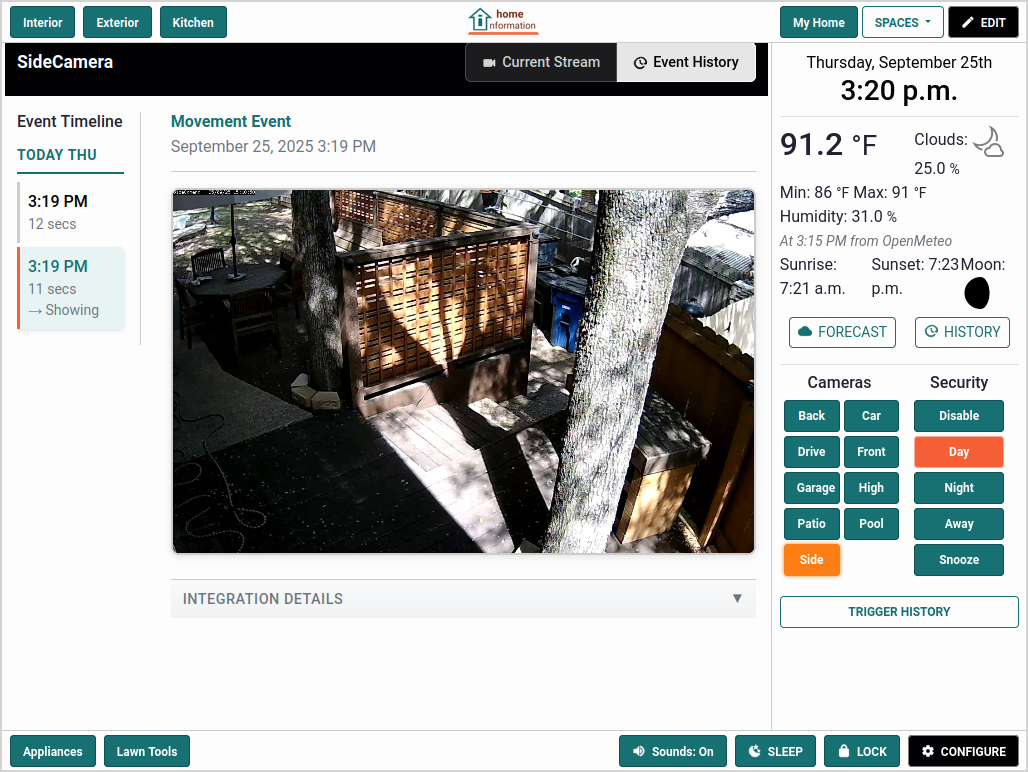 Interior
Exterior
Kitchen
home
nformation
My Home
SPACES
EDIT
SideCamera
Current Stream
Event History
Event Timeline
TODAY THU
3:19 PM
12 secs
3:19 PM
11 secs
→ Showing
Movement Event
September 25, 2025 3:19 PM
INTEGRATION DETAILS
Thursday, September 25th
3:20 p.m.
91.2 °F
Clouds:
25.0 %
Min: 86 °F Max: 91 °F
Humidity: 31.0 %
At 3:15 PM from OpenMeteo
Sunrise:
7:21 a.m.
Sunset: 7:23
p.m.
Moon:
FORECAST
HISTORY
Cameras
Back
Car
Drive
Front
Garage
High
Patio
Pool
Side
Security
Disable
Day
Night
Away
Snooze
TRIGGER HISTORY
Appliances
Lawn Tools
Sounds: On
SLEEP
LOCK
CONFIGURE